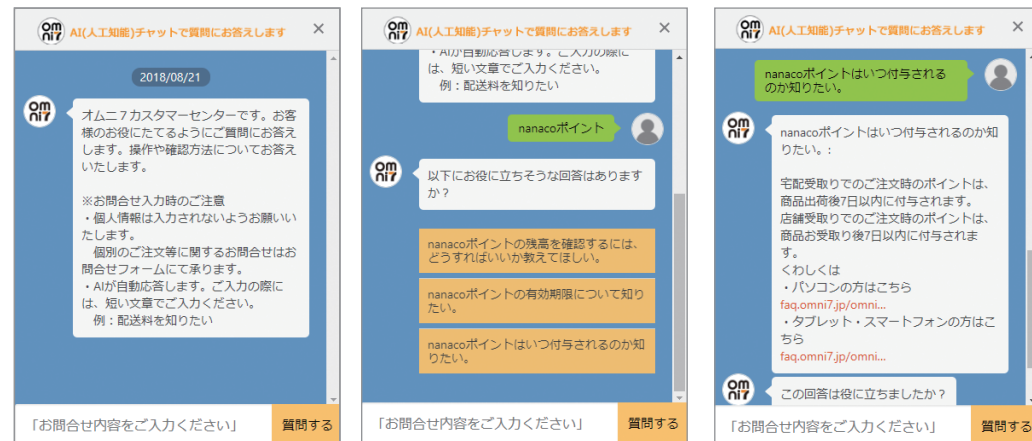 omni7
AI(人工知能)チャットで質問にお答えします
×
2018/08/21
omni7
オムニ7カスタマーセンターです。お客
様のお役にたてるようにご質問にお答え
します。操作や確認方法についてお答え
いたします。
※お問合せ入力時のご注意
・個人情報は入力されないようお願いい
たします。
個別のご注文等に関するお問合せはお
問合せフォームにて承ります。
・AIが自動応答します。ご入力の際に
は、短い文章でご入力ください。
例：配送料を知りたい
「お問合せ内容をご入力ください」
質問する
omni7
AI(人工知能)チャットで質問にお答えします
×
・AIが自動応答します。ご入力の際に
は、短い文章でご入力ください。
例：配送料を知りたい
nanacoポイント
omni7
以下にお役に立ちそうな回答はあります
か？
nanacoポイントの残高を確認するには、
どうすればいいか教えてほしい。
nanacoポイントの有効期限について知り
たい。
nanacoポイントはいつ付与されるのか知
りたい。
「お問合せ内容をご入力ください」
質問する
omni7
AI(人工知能)チャットで質問にお答えします
×
nanacoポイントはいつ付与される
のか知りたい。
omni7
nanacoポイントはいつ付与されるのか知
りたい。:
宅配受取りでのご注文時のポイントは、
商品出荷後7日以内に付与されます。
店舗受取りでのご注文時のポイントは、
商品お受取り後7日以内に付与されま
す。
くわしくは
・パソコンの方はこちら
faq.omni7.jp/omni...
・タブレット・スマートフォンの方はこ
ちら
faq.omni7.jp/omni...
omni7
この回答は役に立ちましたか？
「お問合せ内容をご入力ください」
質問する